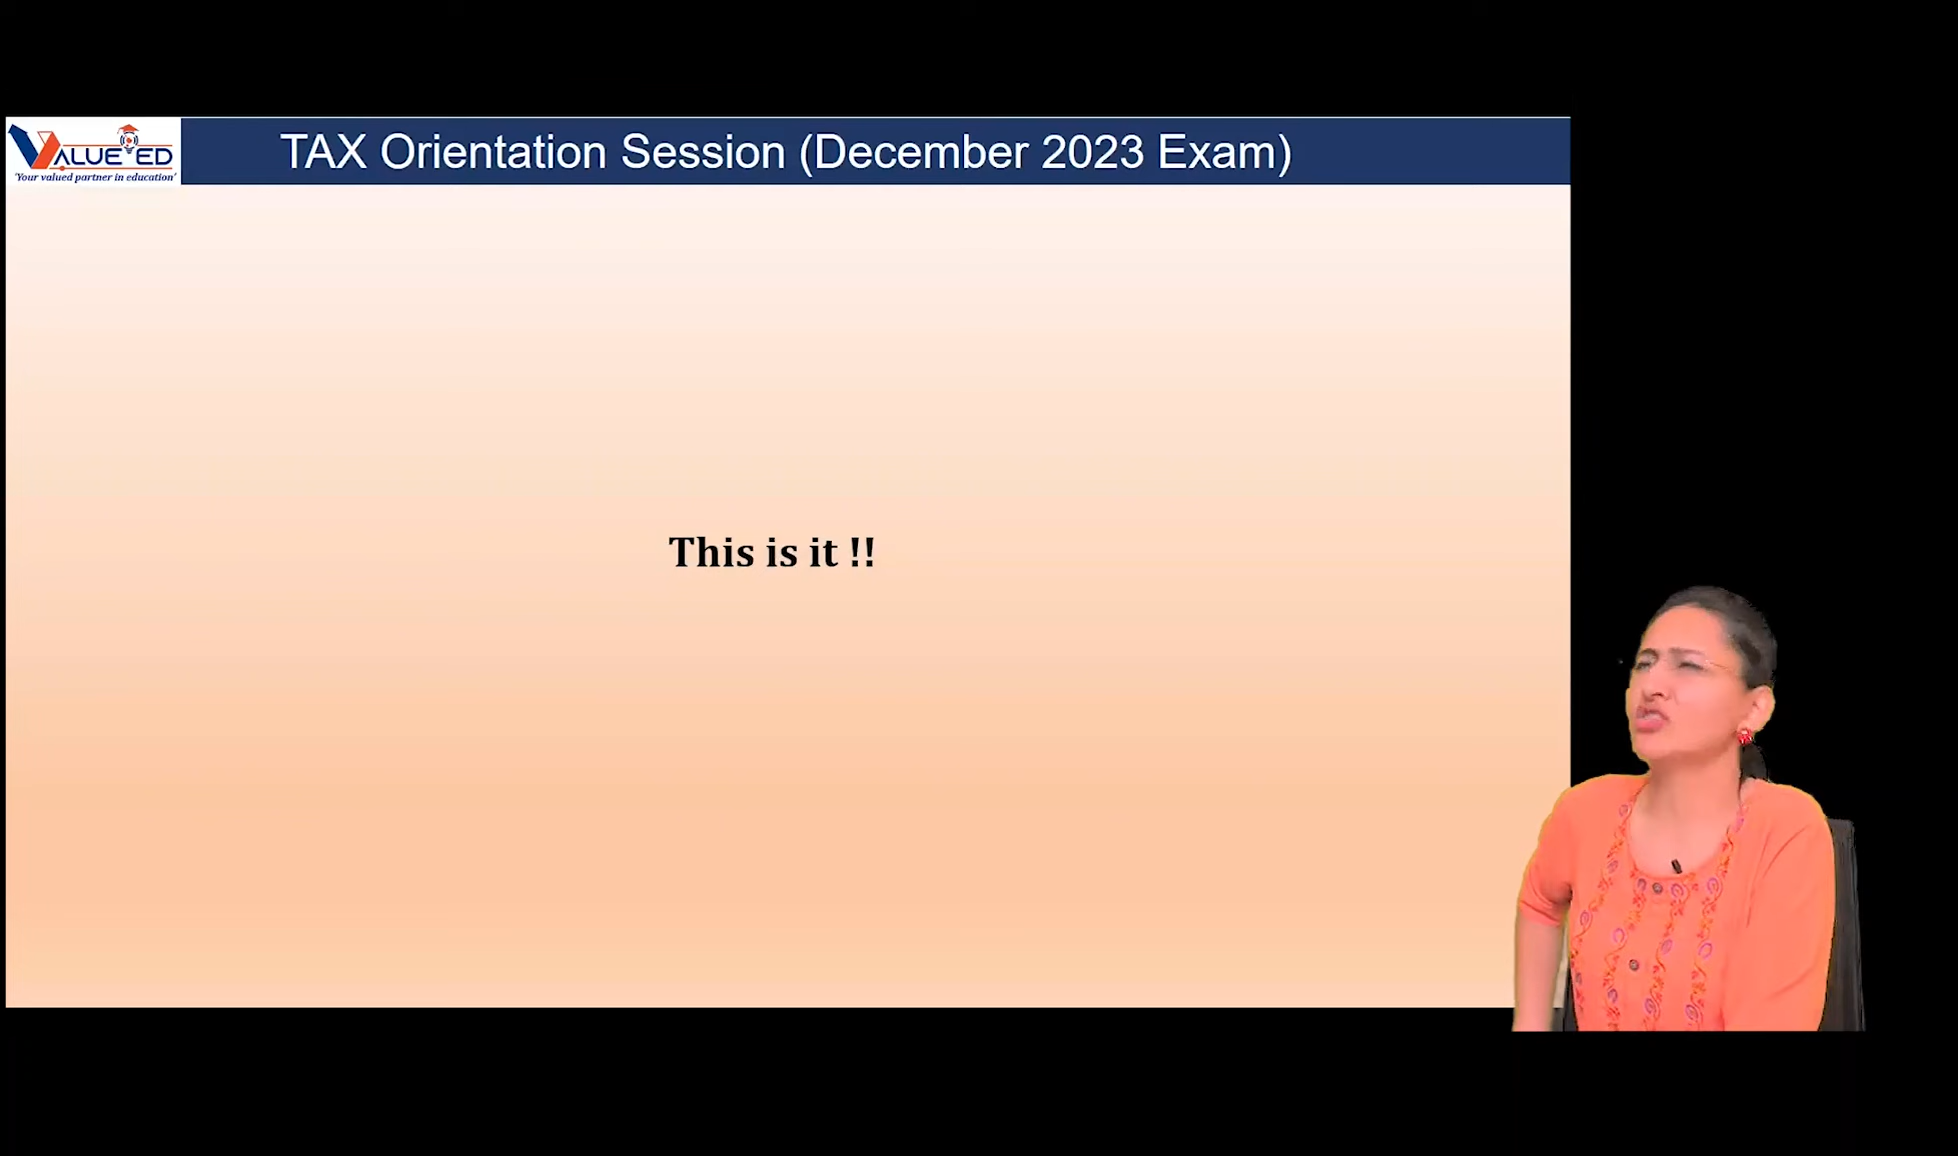 VALUE ED
'Your valued partner in education'
TAX Orientation Session (December 2023 Exam)
This is it !!